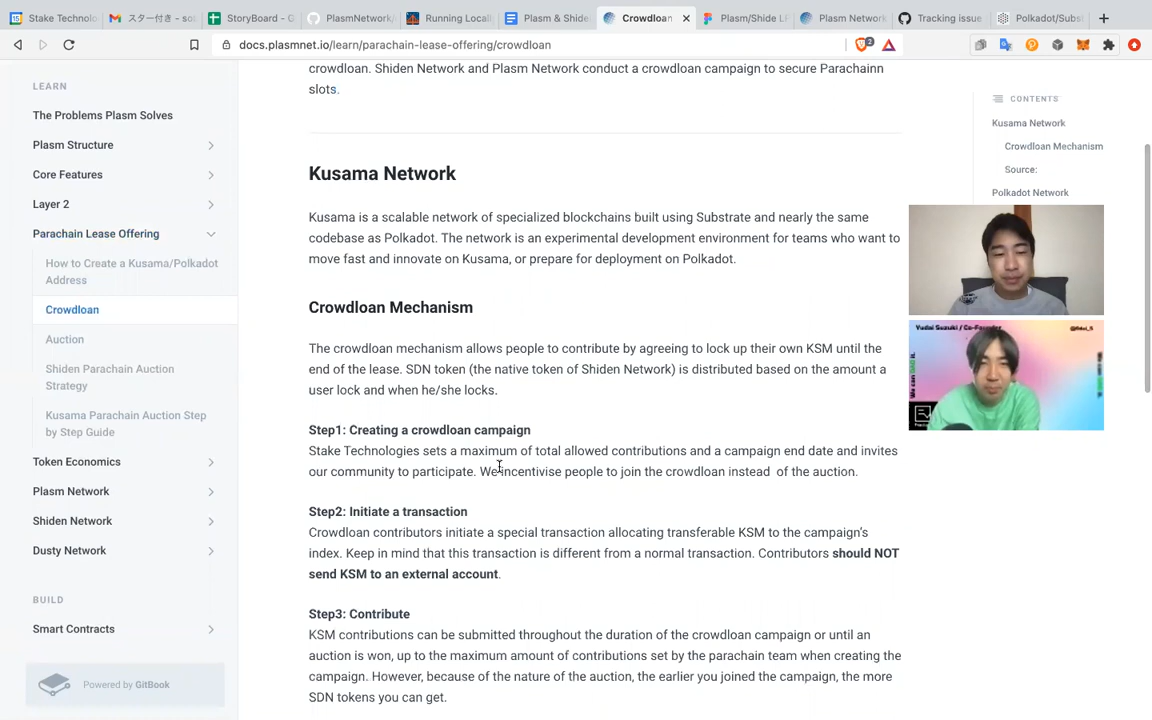 Stake Technolo
スター付き - so
StoryBoard - G
PlasmNetwork/
Running Locall
Plasm & Shide
Crowdloan
Plasm/Shide LP
Plasm Network
Tracking issue
Polkadot/Subs
docs.plasmnet.io/learn/parachain-lease-offering/crowdloan
LEARN
The Problems Plasm Solves
Plasm Structure
Core Features
Layer 2
Parachain Lease Offering
How to Create a Kusama/Polkadot
Address
Crowdloan
Auction
Shiden Parachain Auction
Strategy
Kusama Parachain Auction Step
by Step Guide
Token Economics
Plasm Network
Shiden Network
Dusty Network
BUILD
Smart Contracts
Powered by GitBook
crowdloan. Shiden Network and Plasm Network conduct a crowdloan campaign to secure Parachainn
slots.
Kusama Network
Kusama is a scalable network of specialized blockchains built using Substrate and nearly the same
codebase as Polkadot. The network is an experimental development environment for teams who want to
move fast and innovate on Kusama, or prepare for deployment on Polkadot.
Crowdloan Mechanism
The crowdloan mechanism allows people to contribute by agreeing to lock up their own KSM until the
end of the lease. SDN token (the native token of Shiden Network) is distributed based on the amount a
user lock and when he/she locks.
Step1: Creating a crowdloan campaign
Stake Technologies sets a maximum of total allowed contributions and a campaign end date and invites
our community to participate. We incentivise people to join the crowdloan instead of the auction.
Step2: Initiate a transaction
Crowdloan contributors initiate a special transaction allocating transferable KSM to the campaign's
index. Keep in mind that this transaction is different from a normal transaction. Contributors should NOT
send KSM to an external account.
Step3: Contribute
KSM contributions can be submitted throughout the duration of the crowdloan campaign or until an
auction is won, up to the maximum amount of contributions set by the parachain team when creating the
campaign. However, because of the nature of the auction, the earlier you joined the campaign, the more
SDN tokens you can get.
CONTENTS
Kusama Network
Crowdloan Mechanism
Source:
Polkadot Network
Yudai Suzuki / Co-Founder